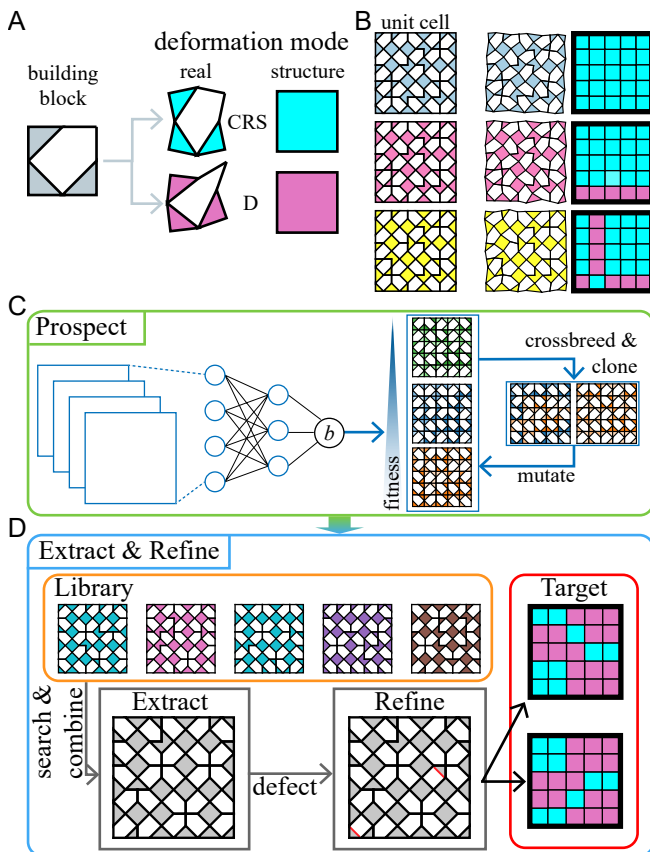 A
deformation mode
building
block
real
structure
CRS
D
B
unit cell
C
Prospect
b
fitness
crossbreed &
clone
mutate
D
Extract & Refine
Library
Target
search &
combine
Extract
defect
Refine